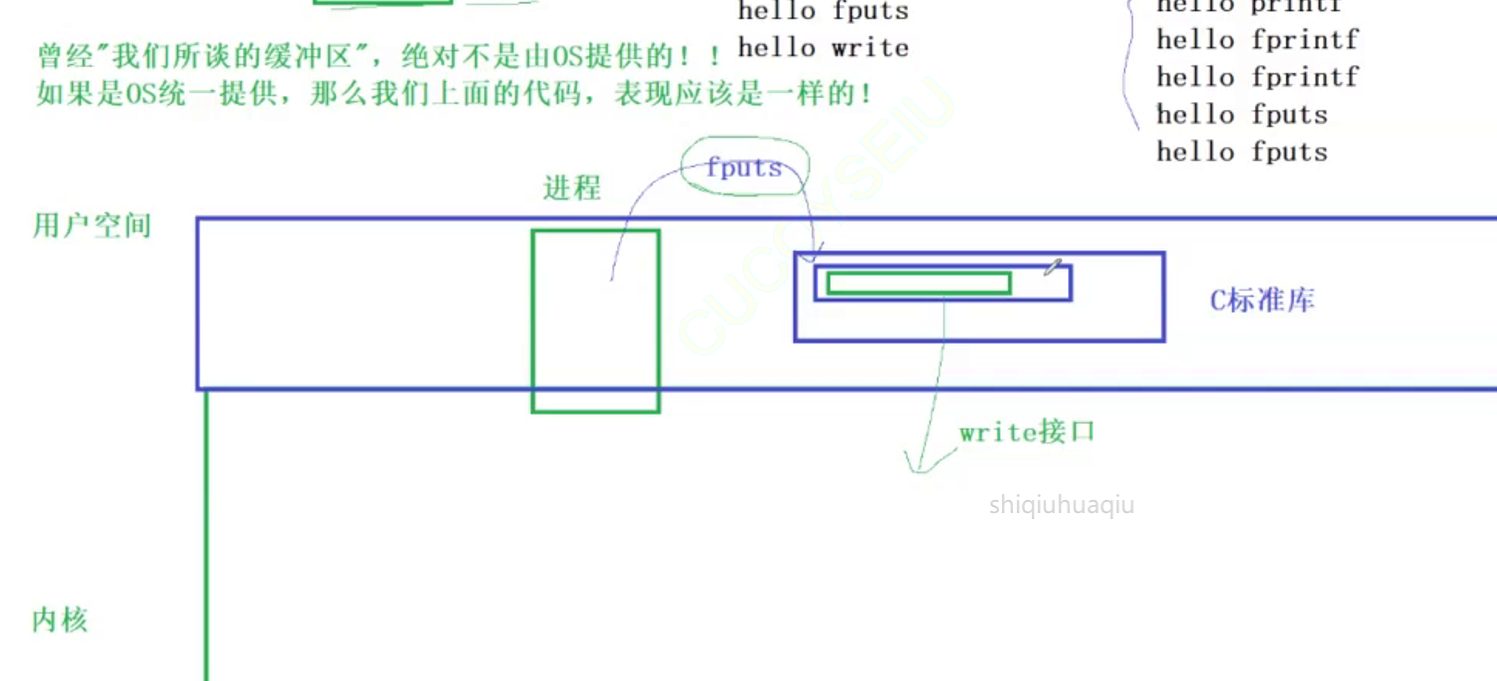 hello fputs
hello write
hello printf
hello fprintf
hello fprintf
hello fputs
hello fputs
曾经"我们所谈的缓冲区"，绝对不是由OS提供的！！
如果是OS统一提供，那么我们上面的代码，表现应该是一样的！
fputs
进程
用户空间
C标准库
write接口
shiqiuhuaqiu
内核